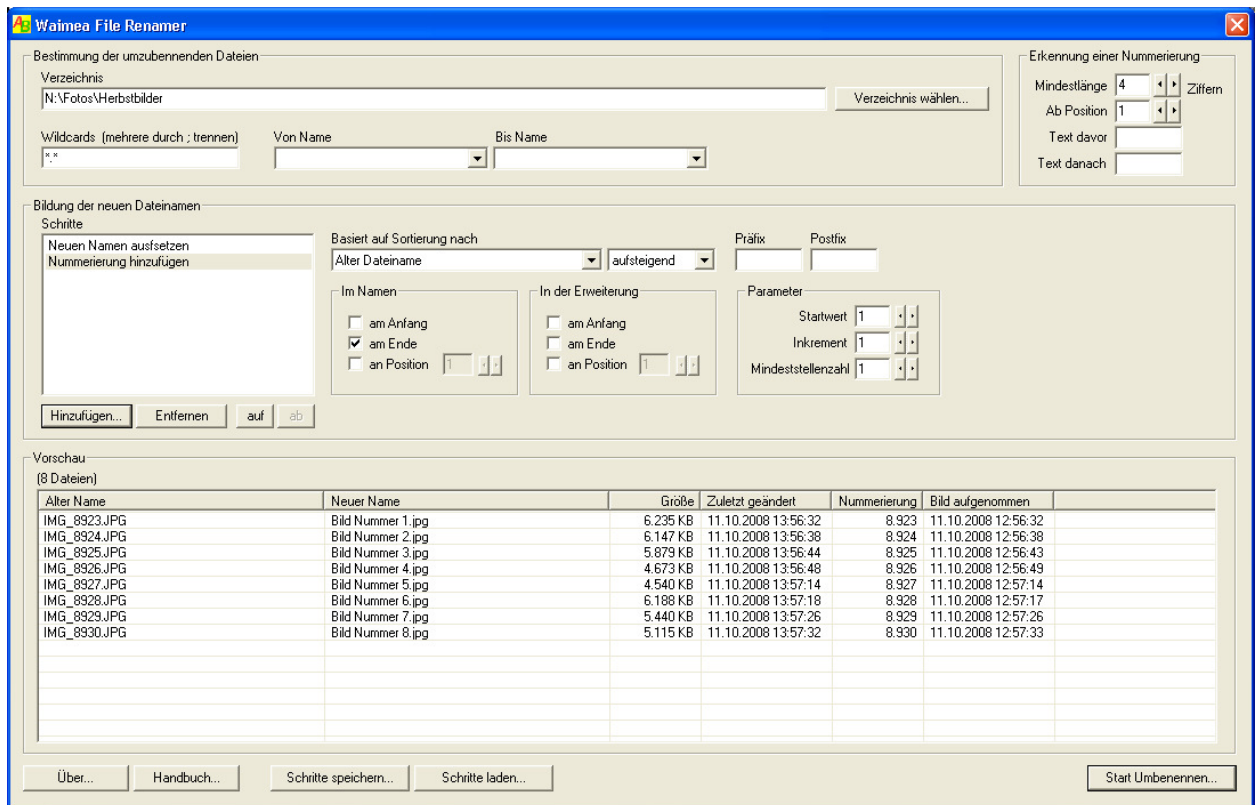 Waimea File Renamer
Bestimmung der umzubennenden Dateien
Verzeichnis
N:\Fotos\Herbstbilder
Verzeichnis wählen...
Wildcards (mehrere durch ; trennen)
Von Name
Bis Name
*.*
Erkennung einer Nummerierung
Mindestlänge 4 Ziffern
Ab Position 1
Text davor
Text danach
Bildung der neuen Dateinamen
Schritte
Neuen Namen ausfsetzen
Nummerierung hinzufügen
Hinzufügen... Entfernen auf ab
Basiert auf Sortierung nach
Alter Dateiname aufsteigend
Präfix Postfix
Im Namen
am Anfang
am Ende
an Position 1
In der Erweiterung
am Anfang
am Ende
an Position 1
Parameter
Startwert 1
Inkrement 1
Mindeststellenzahl 1
Vorschau
(8 Dateien)
Alter Name Neuer Name Größe Zuletzt geändert Nummerierung Bild aufgenommen
IMG_8923.JPG Bild Nummer 1.jpg 6.235 KB 11.10.2008 13:56:32 8.923 11.10.2008 12:56:32
IMG_8924.JPG Bild Nummer 2.jpg 6.147 KB 11.10.2008 13:56:38 8.924 11.10.2008 12:56:38
IMG_8925.JPG Bild Nummer 3.jpg 5.879 KB 11.10.2008 13:56:44 8.925 11.10.2008 12:56:43
IMG_8926.JPG Bild Nummer 4.jpg 4.673 KB 11.10.2008 13:56:48 8.926 11.10.2008 12:56:49
IMG_8927.JPG Bild Nummer 5.jpg 4.540 KB 11.10.2008 13:57:14 8.927 11.10.2008 12:57:14
IMG_8928.JPG Bild Nummer 6.jpg 6.188 KB 11.10.2008 13:57:18 8.928 11.10.2008 12:57:17
IMG_8929.JPG Bild Nummer 7.jpg 5.440 KB 11.10.2008 13:57:26 8.929 11.10.2008 12:57:26
IMG_8930.JPG Bild Nummer 8.jpg 5.115 KB 11.10.2008 13:57:32 8.930 11.10.2008 12:57:33
Über... Handbuch... Schritte speichern... Schritte laden... Start Umbenennen...